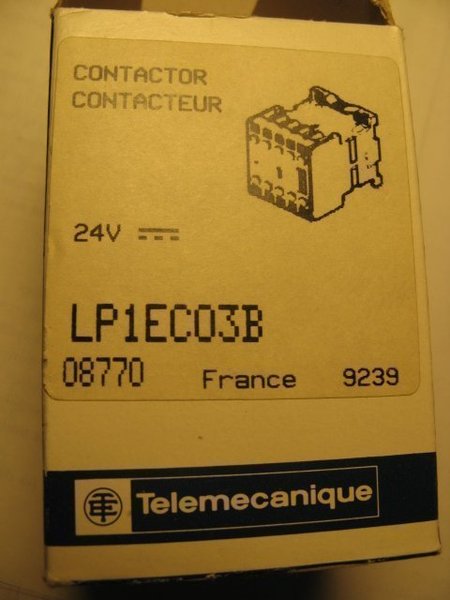 CONTACTOR
CONTACTEUR
24V
LP1EC03B
08770 France 9239
Telemecanique